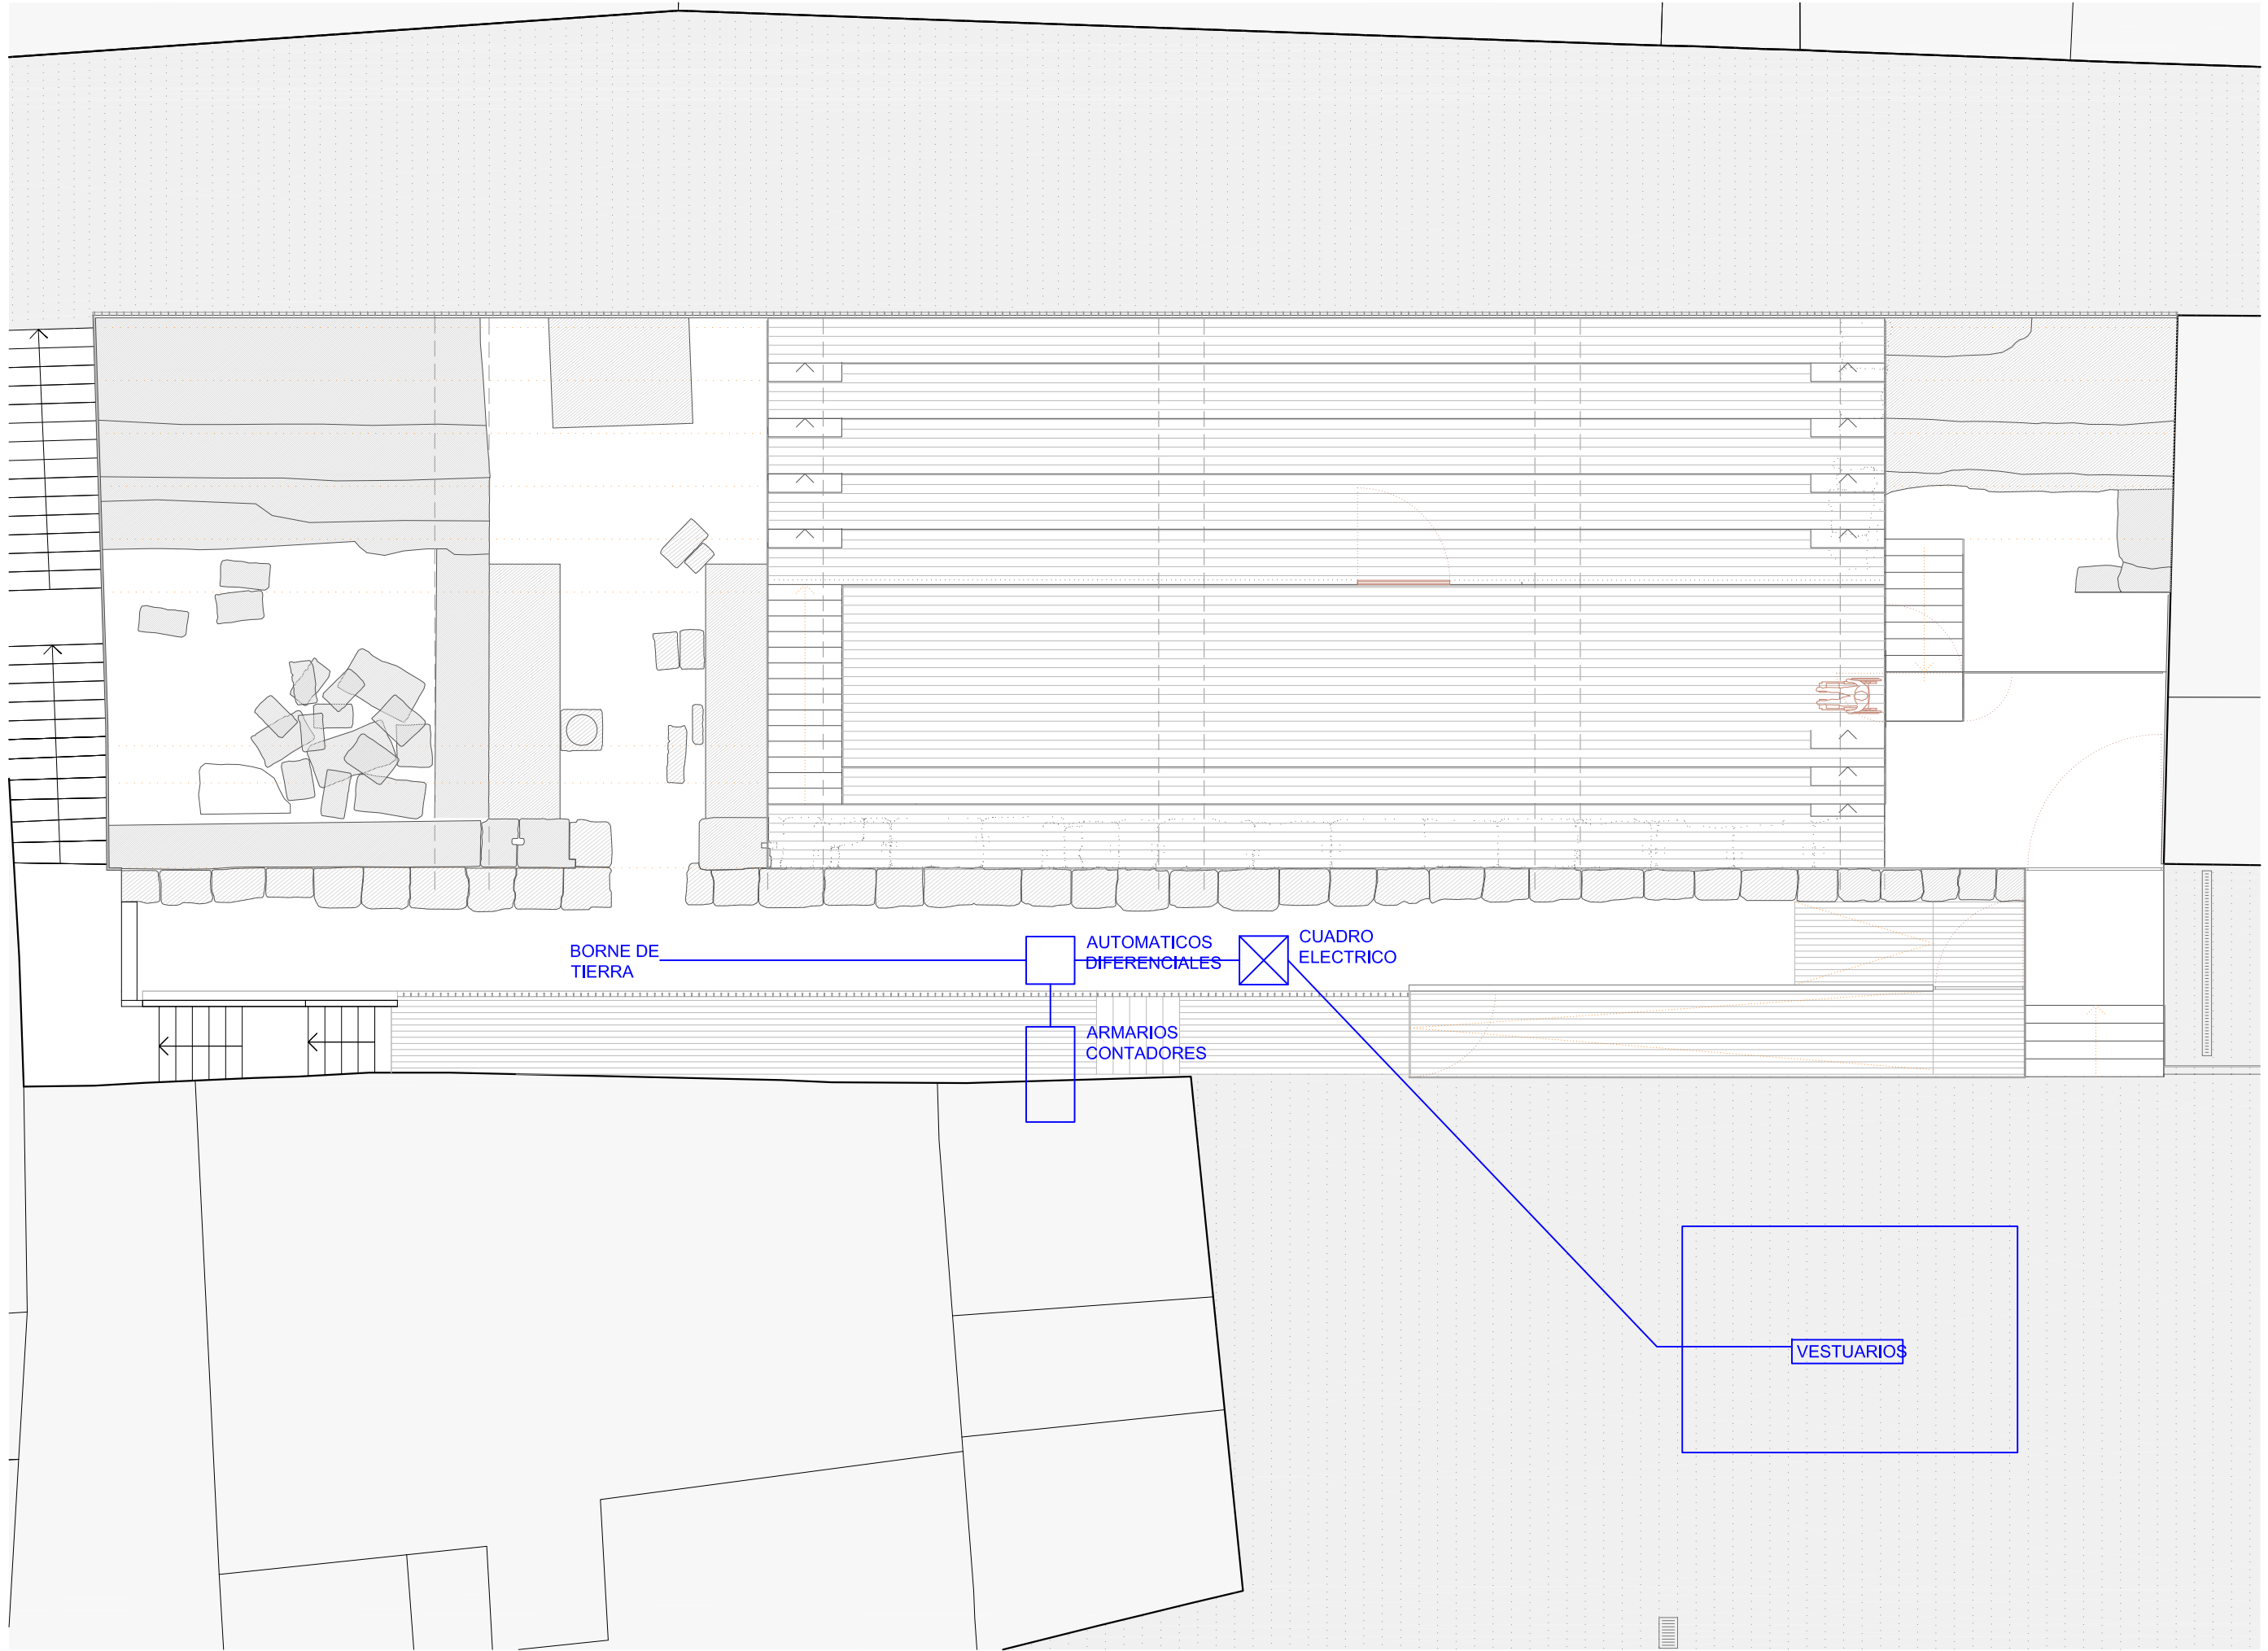 BORNE DE
TIERRA
AUTOMATICOS
DIFERENCIALES
CUADRO
ELECTRICO
ARMARIOS
CONTADORES
VESTUARIOS